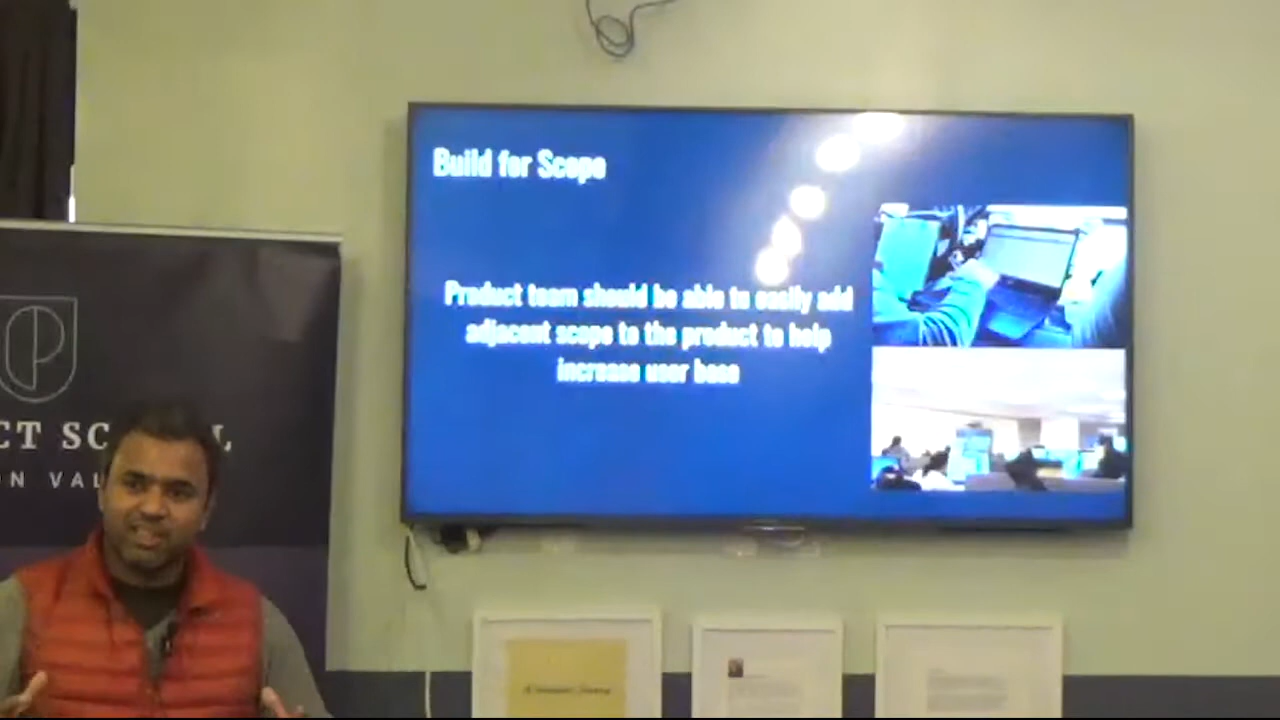 Build for Scope
Product team should be able to easily add
adjacent scope to the product to help
increase user base
P
CT SC L
ON VAL